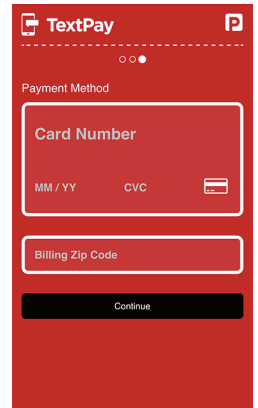 TextPay
P
Payment Method
Card Number
MM / YY CVC
Billing Zip Code
Continue